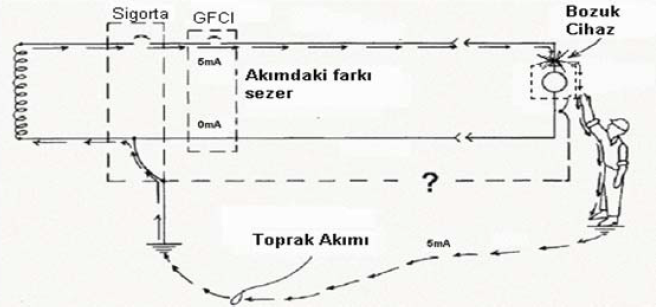 Sigorta
GFCI
Bozuk
Cihaz
5mA
Akımdaki farkı
sezer
0mA
?
Toprak Akımı
5mA